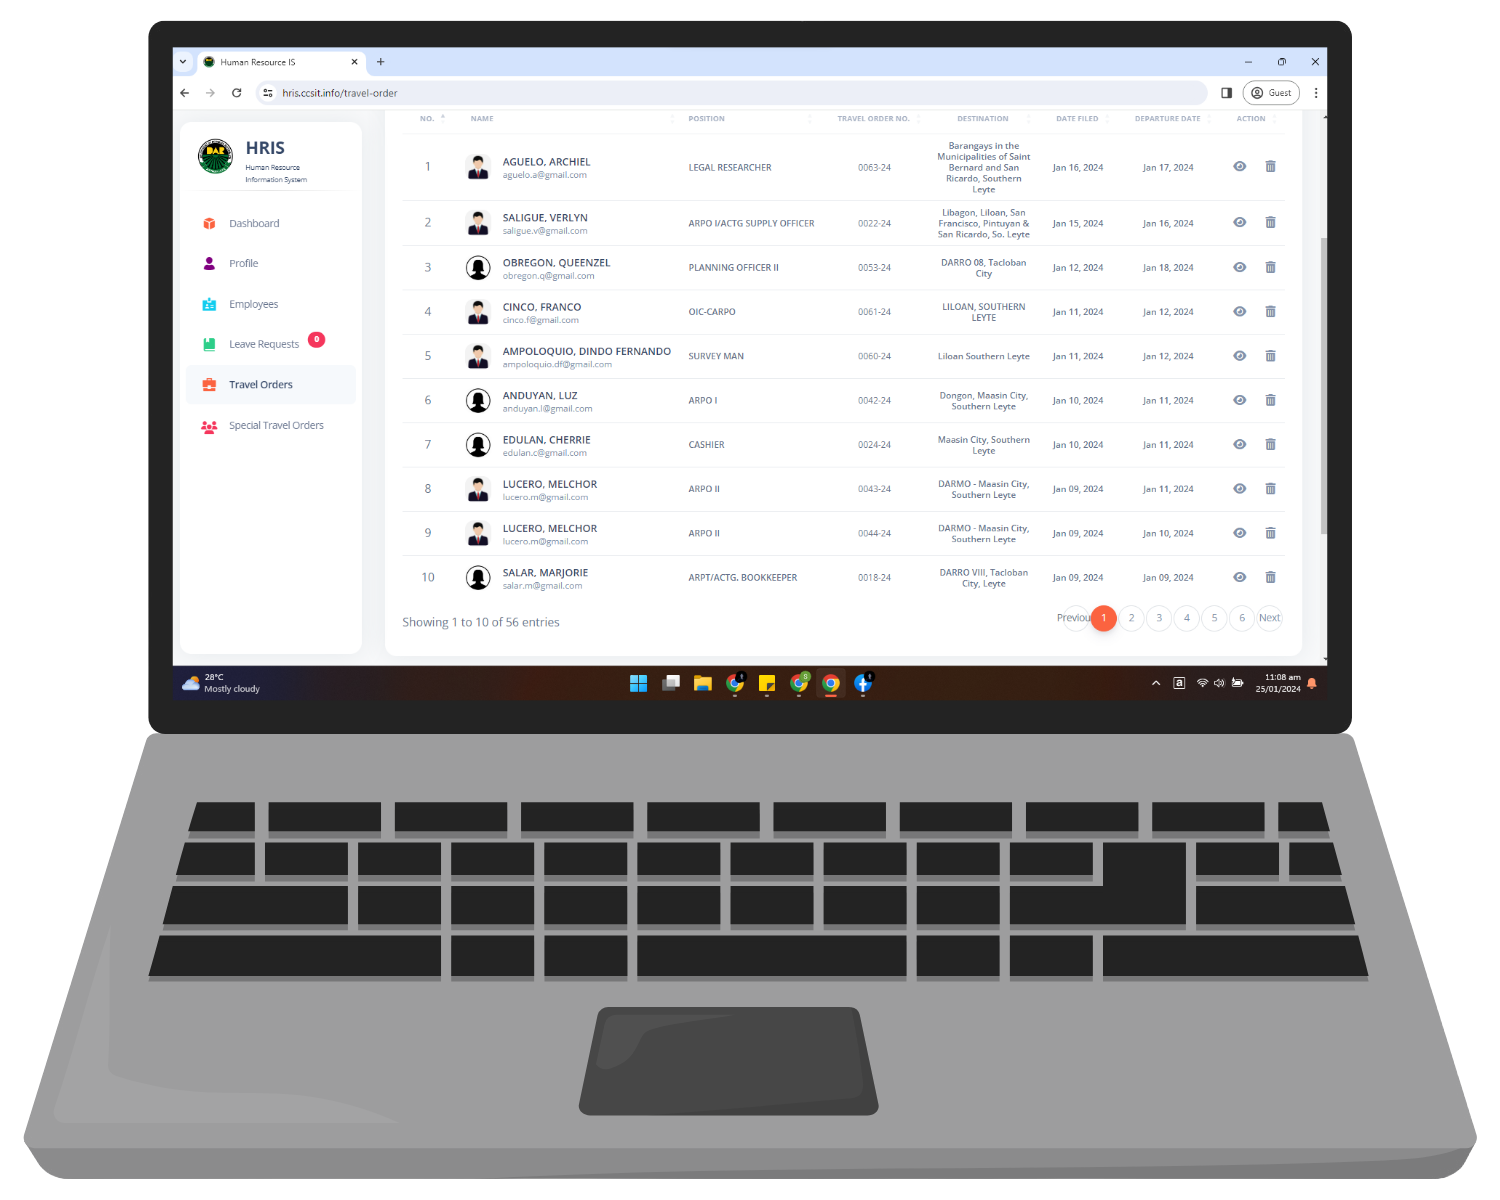 Human Resource IS
hris.ccsit.info/travel-order
Guest
DAR
HRIS
Human Resource
Information System
Dashboard
Profile
Employees
Leave Requests 0
Travel Orders
Special Travel Orders
NO. NAME POSITION TRAVEL ORDER NO. DESTINATION DATE FILED DEPARTURE DATE ACTION
Barangays in the
Municipalities of Saint
1 AGUELO, ARCHIEL LEGAL RESEARCHER 0063-24 Bernard and San Jan 16, 2024 Jan 17, 2024
aguelo.a@gmail.com Ricardo, Southern
Leyte
2 SALIGUE, VERLYN ARPO I/ACTG SUPPLY OFFICER 0022-24 Libagon, Liloan, San Jan 15, 2024 Jan 16, 2024
saligue.v@gmail.com Francisco, Pintuyan &
San Ricardo, So. Leyte
3 OBREGON, QUEENZEL PLANNING OFFICER II 0053-24 DARRO 08, Tacloban Jan 12, 2024 Jan 18, 2024
obregon.q@gmail.com City
4 CINCO, FRANCO OIC-CARPO 0061-24 LILOAN, SOUTHERN Jan 11, 2024 Jan 12, 2024
cinco.f@gmail.com LEYTE
5 AMPOLOQUIO, DINDO FERNANDO SURVEY MAN 0060-24 Liloan Southern Leyte Jan 11, 2024 Jan 12, 2024
ampoloquio.df@gmail.com
6 ANDUYAN, LUZ ARPO I 0042-24 Dongon, Maasin City, Jan 10, 2024 Jan 11, 2024
anduyan.l@gmail.com Southern Leyte
7 EDULAN, CHERRIE CASHIER 0024-24 Maasin City, Southern Jan 10, 2024 Jan 11, 2024
edulan.c@gmail.com Leyte
8 LUCERO, MELCHOR ARPO II 0043-24 DARMO - Maasin City, Jan 09, 2024 Jan 11, 2024
lucero.m@gmail.com Southern Leyte
9 LUCERO, MELCHOR ARPO II 0044-24 DARMO - Maasin City, Jan 09, 2024 Jan 10, 2024
lucero.m@gmail.com Southern Leyte
10 SALAR, MARJORIE ARPT/ACTG. BOOKKEEPER 0018-24 DARRO VIII, Tacloban Jan 09, 2024 Jan 09, 2024
salar.m@gmail.com City, Leyte
Showing 1 to 10 of 56 entries
Previou 1 2 3 4 5 6 Next
28°C
Mostly cloudy
11:08 am
25/01/2024